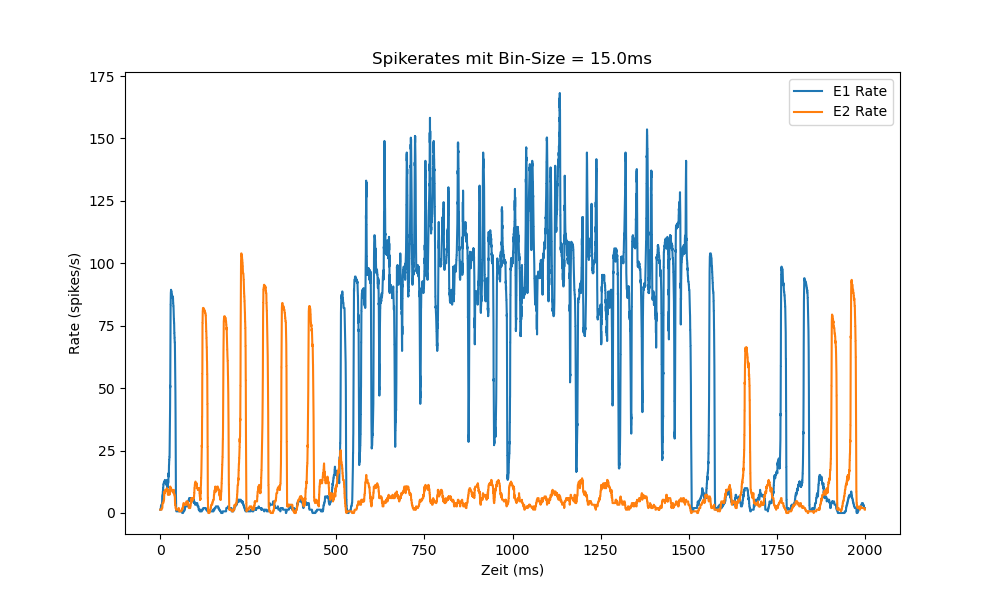 Spikerates mit Bin-Size = 15.0ms
E1 Rate
E2 Rate
175
150
125
100
75
50
25
0
Rate (spikes/s)
0 250 500 750 1000 1250 1500 1750 2000
Zeit (ms)